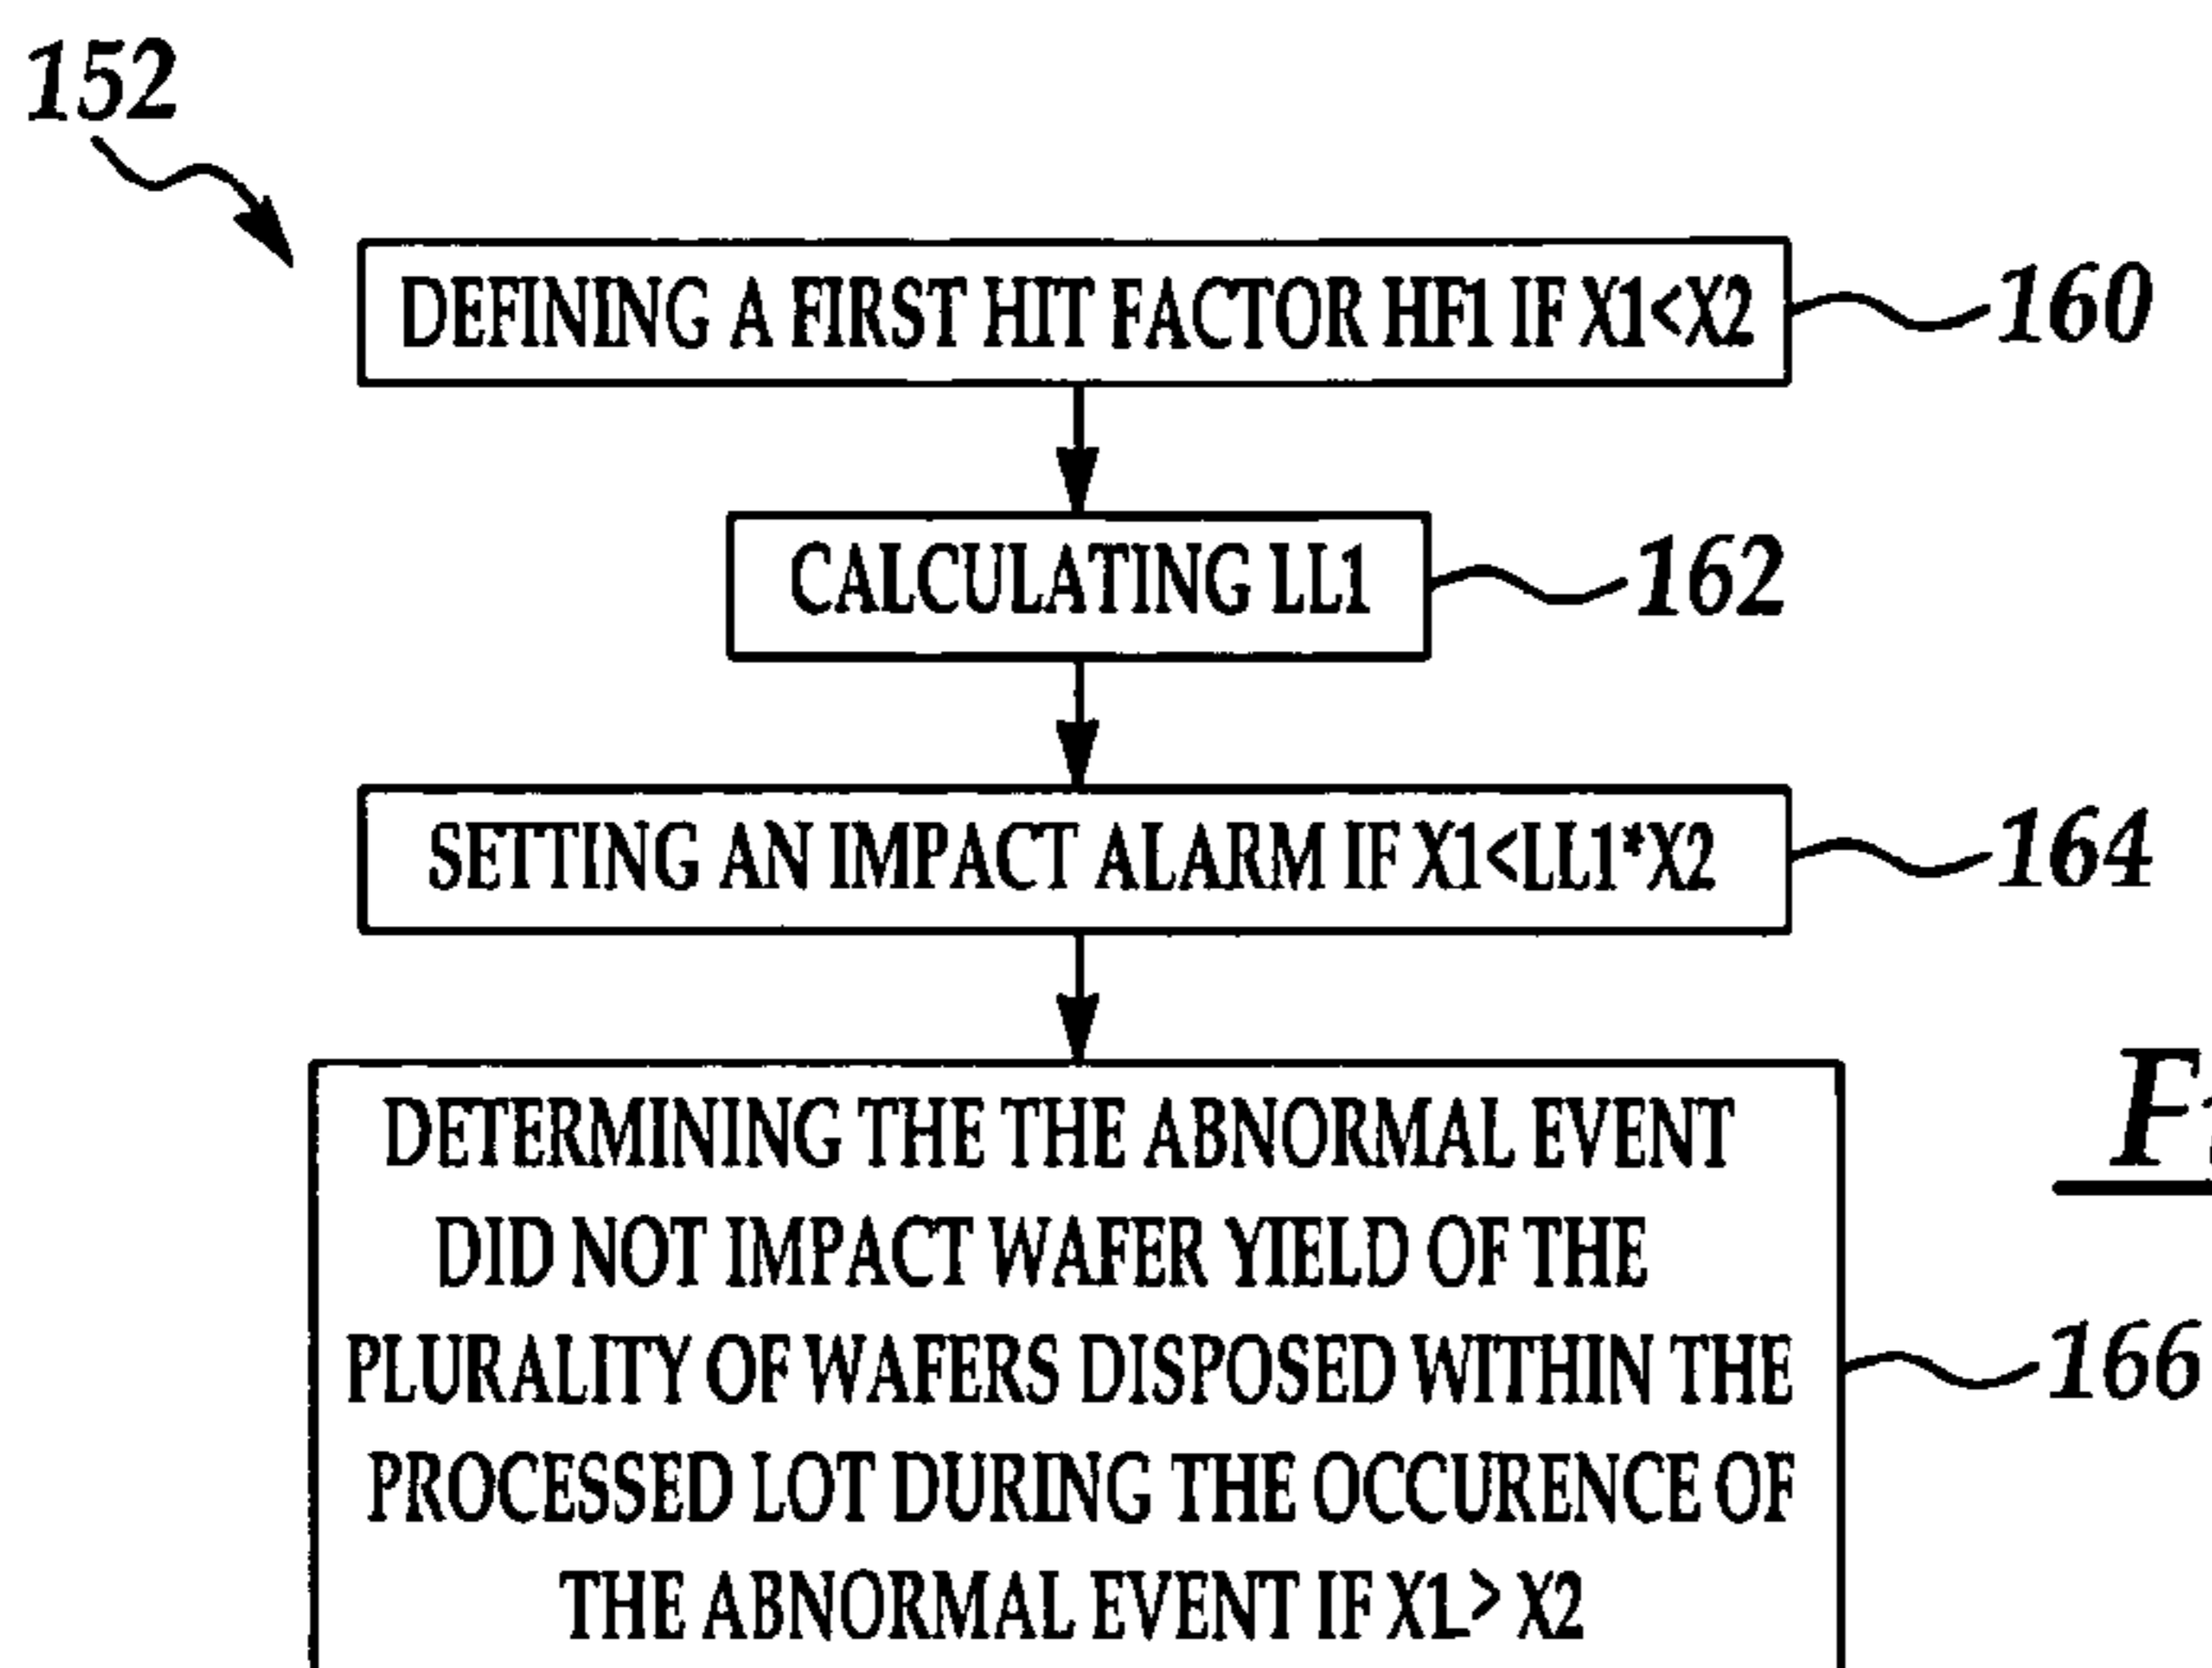 152
DEFINING A FIRST HIT FACTOR HF1 IF X1<X2
160
CALCULATING LL1
162
SETTING AN IMPACT ALARM IF X1<LL1*X2
164
DETERMINING THE THE ABNORMAL EVENT
DID NOT IMPACT WAFER YIELD OF THE
PLURALITY OF WAFERS DISPOSED WITHIN THE
PROCESSED LOT DURING THE OCCURENCE OF
THE ABNORMAL EVENT IF X1 > X2
166